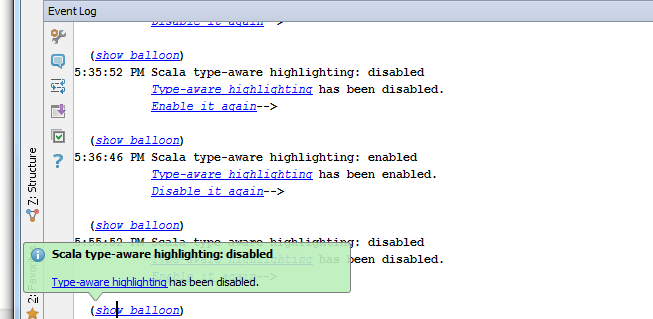 Event Log
Disable it again-->
(show balloon)
5:35:52 PM Scala type-aware highlighting: disabled
Type-aware highlighting has been disabled.
Enable it again-->
(show balloon)
5:36:46 PM Scala type-aware highlighting: enabled
Type-aware highlighting has been enabled.
Disable it again-->
(show balloon)
5:55:52 PM Scala type-aware highlighting: disabled
Type-aware highlighting has been disabled.
Enable it again-->
(show balloon)
Scala type-aware highlighting: disabled
Type-aware highlighting has been disabled.
Z: Structure
2: Favorites